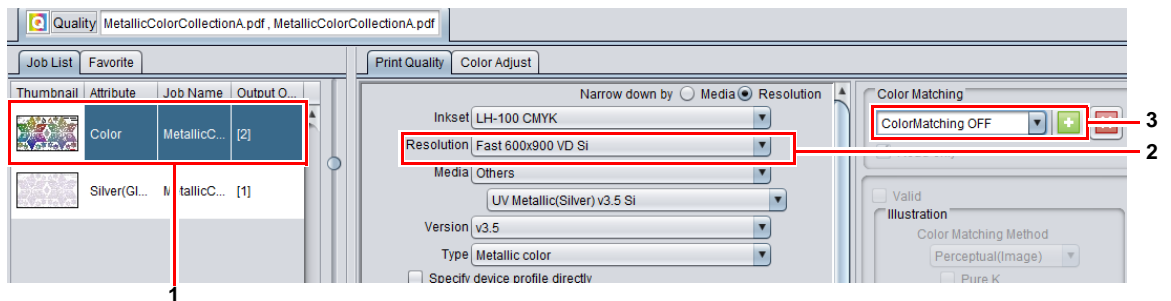 Quality MetallicColorCollectionA.pdf , MetallicColorCollectionA.pdf
Job List Favorite
Print Quality Color Adjust
Thumbnail Attribute Job Name Output O...
Color MetallicC... [2]
Silver(Gl... MetallicC... [1]
1
Narrow down by Media Resolution
Inkset LH-100 CMYK
Resolution Fast 600x900 VD Si
Media Others
UV Metallic(Silver) v3.5 Si
Version v3.5
Type Metallic color
Specify device profile directly
Color Matching
ColorMatching OFF
3
2
Valid
Illustration
Color Matching Method
Perceptual(Image)
Pure K